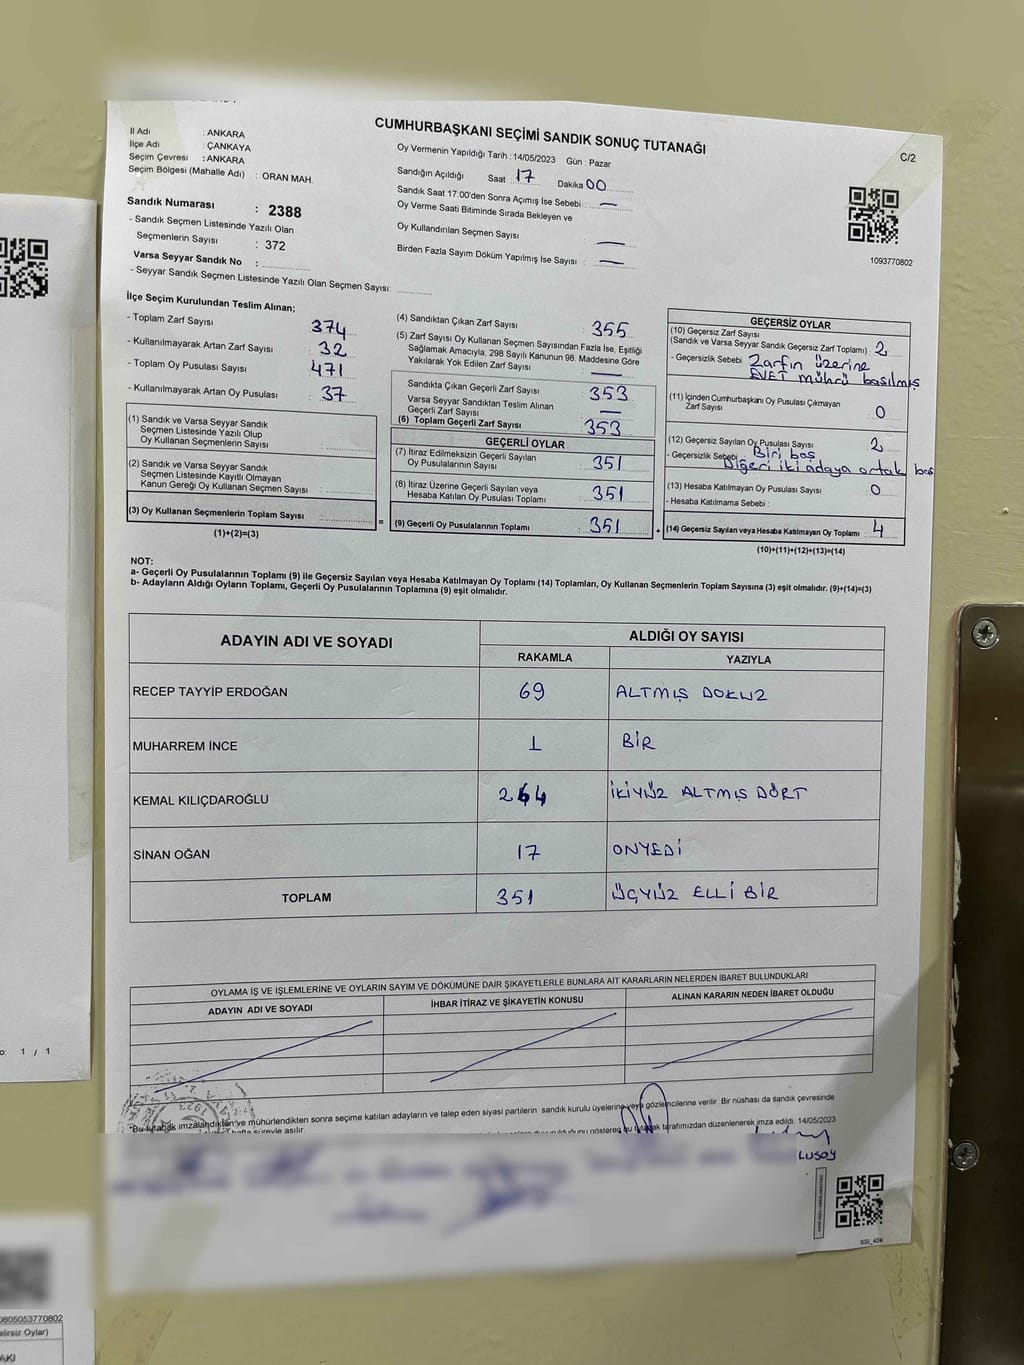 CUMHURBAŞKANI SEÇİMİ SANDIK SONUÇ TUTANAĞI
C/2
İl Adı : ANKARA
İlçe Adı : ÇANKAYA
Seçim Çevresi : ANKARA
Seçim Bölgesi (Mahalle Adı) : ORAN MAH.
Sandık Numarası : 2388
- Sandık Seçmen Listesinde Yazılı Olan
Seçmenlerin Sayısı : 372
Varsa Seyyar Sandık No :
- Seyyar Sandık Seçmen Listesinde Yazılı Olan Seçmen Sayısı:
Oy Vermenin Yapıldığı Tarih :14/05/2023 Gün : Pazar
Sandığın Açıldığı Saat : 17 Dakika 00
Sandık Saat 17.00'den Sonra Açımış İse Sebebi : —
Oy Verme Saati Bitiminde Sırada Bekleyen ve
Oy Kullandırılan Seçmen Sayısı : —
Birden Fazla Sayım Döküm Yapılmış İse Sayısı : —
1093770802
İlçe Seçim Kurulundan Teslim Alınan;
- Toplam Zarf Sayısı : 374
- Kullanılmayarak Artan Zarf Sayısı : 32
- Toplam Oy Pusulası Sayısı : 471
- Kullanılmayarak Artan Oy Pusulası : 37
(1) Sandık ve Varsa Seyyar Sandık
Seçmen Listesinde Yazılı Olup
Oy Kullanan Seçmenlerin Sayısı :
(2) Sandık ve Varsa Seyyar Sandık
Seçmen Listesinde Kayıtlı Olmayan
Kanun Gereği Oy Kullanan Seçmen Sayısı :
(3) Oy Kullanan Seçmenlerin Toplam Sayısı : =
(1)+(2)=(3)
(4) Sandıktan Çıkan Zarf Sayısı : 355
(5) Zarf Sayısı Oy Kullanan Seçmen Sayısından Fazla İse, Eşitliği
Sağlamak Amacıyla, 298 Sayılı Kanunun 98. Maddesine Göre
Yakılarak Yok Edilen Zarf Sayısı : —
Sandıkta Çıkan Geçerli Zarf Sayısı : 353
Varsa Seyyar Sandıktan Teslim Alınan
Geçerli Zarf Sayısı : —
(6) Toplam Geçerli Zarf Sayısı : 353
GEÇERLİ OYLAR
(7) İtiraz Edilmeksizin Geçerli Sayılan
Oy Pusulalarının Sayısı : 351
(8) İtiraz Üzerine Geçerli Sayılan veya
Hesaba Katılan Oy Pusulası Toplamı : 351
(9) Geçerli Oy Pusulalarının Toplamı : 351 +
GEÇERSİZ OYLAR
(10) Geçersiz Zarf Sayısı
(Sandık ve Varsa Seyyar Sandık Geçersiz Zarf Toplamı) : 2
- Geçersizlik Sebebi : Zarfın üzerine
EVET mühcü basılmış
(11) İçinden Cumhurbaşkanı Oy Pusulası Çıkmayan
Zarf Sayısı : 0
(12) Geçersiz Sayılan Oy Pusulası Sayısı : 2
- Geçersizlik Sebebi : Biri boş
Diğeri iki adaya ortak bas
(13) Hesaba Katılmayan Oy Pusulası Sayısı : 0
- Hesaba Katılmama Sebebi :
(14) Geçersiz Sayılan veya Hesaba Katılmayan Oy Toplamı : 4
(10)+(11)+(12)+(13)=(14)
NOT:
a- Geçerli Oy Pusulalarının Toplamı (9) ile Geçersiz Sayılan veya Hesaba Katılmayan Oy Toplamı (14) Toplamları, Oy Kullanan Seçmenlerin Toplam Sayısına (3) eşit olmalıdır. (9)+(14)=(3)
b- Adayların Aldığı Oyların Toplamı, Geçerli Oy Pusulalarının Toplamına (9) eşit olmalıdır.
ADAYIN ADI VE SOYADI
ALDIĞI OY SAYISI
RAKAMLA YAZIYLA
RECEP TAYYİP ERDOĞAN 69 ALTMIŞ DOKUZ
MUHARREM İNCE 1 BİR
KEMAL KILIÇDAROĞLU 264 İKİYÜZ ALTMIŞ DÖRT
SİNAN OĞAN 17 ONYEDİ
TOPLAM 351 ÜÇYÜZ ELLİ BİR
OYLAMA İŞ VE İŞLEMLERİNE VE OYLARIN SAYIM VE DÖKÜMÜNE DAİR ŞİKAYETLERLE BUNLARA AİT KARARLARIN NELERDEN İBARET BULUNDUKLARI
ADAYIN ADI VE SOYADI İHBAR İTİRAZ VE ŞİKAYETİN KONUSU ALINAN KARARIN NEDEN İBARET OLDUĞU
*Bu tutanak imzalandıktan ve mühürlendikten sonra seçime katılan adayların ve talep eden siyasi partilerin sandık kurulu üyelerine veya gözlemcilerine verilir. Bir nüshası da sandık çevresinde
hafta süreyle asılır.
gösteren bu tutanak tarafımızdan düzenlenerek imza edildi. 14/05/2023
LUSOY
SSİ_404
o: 1 / 1
0805053770802